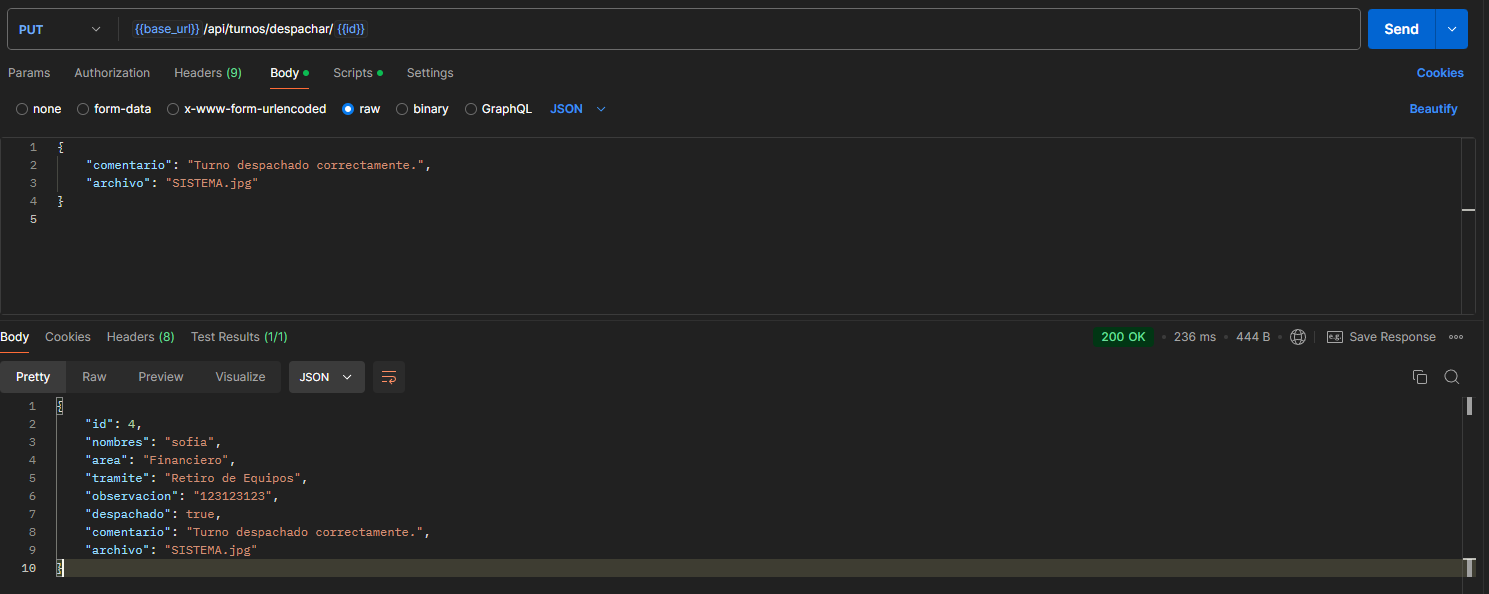 PUT {{base_url}} /api/turnos/despachar/ {{id}} Send
Params Authorization Headers (9) Body Scripts Settings Cookies
none form-data x-www-form-urlencoded raw binary GraphQL JSON Beautify
1 {
2 "comentario": "Turno despachado correctamente.",
3 "archivo": "SISTEMA.jpg"
4 }
5
Body Cookies Headers (8) Test Results (1/1) 200 OK 236 ms 444 B e.g. Save Response
Pretty Raw Preview Visualize JSON
1 {
2 "id": 4,
3 "nombres": "sofia",
4 "area": "Financiero",
5 "tramite": "Retiro de Equipos",
6 "observacion": "123123123",
7 "despachado": true,
8 "comentario": "Turno despachado correctamente.",
9 "archivo": "SISTEMA.jpg"
10 }